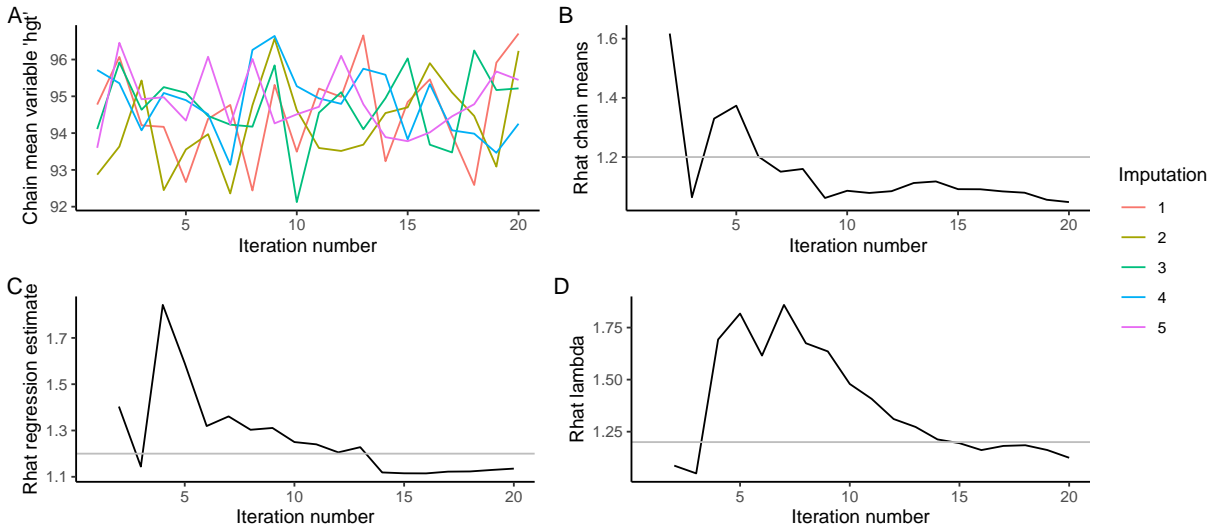 A
Chain mean variable 'hgt'
96
95
94
93
92
5
10
15
20
Iteration number
B
Rhat chain means
1.6
1.4
1.2
5
10
15
20
Iteration number
C
Rhat regression estimate
1.7
1.5
1.3
1.1
5
10
15
20
Iteration number
D
Rhat lambda
1.75
1.50
1.25
5
10
15
20
Iteration number
Imputation
1
2
3
4
5